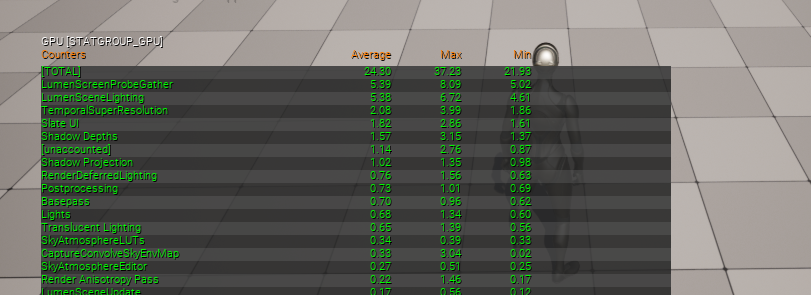 GPU [STATGROUP_GPU]
Counters Average Max Min
[TOTAL] 24.30 37.23 21.93
LumenScreenProbeGather 5.39 8.09 5.02
LumenSceneLighting 5.38 6.72 4.61
TemporalSuperResolution 2.08 3.99 1.86
Slate UI 1.82 2.86 1.61
Shadow Depths 1.57 3.15 1.37
[unaccounted] 1.14 2.76 0.87
Shadow Projection 1.02 1.35 0.98
RenderDeferredLighting 0.76 1.56 0.63
Postprocessing 0.73 1.01 0.69
Basepass 0.70 0.96 0.62
Lights 0.68 1.34 0.60
Translucent Lighting 0.65 1.39 0.56
SkyAtmosphereLUTs 0.34 0.39 0.33
CaptureConvolveSkyEnvMap 0.33 3.04 0.02
SkyAtmosphereEditor 0.27 0.51 0.25
Render Anisotropy Pass 0.22 1.46 0.17
LumenSceneUpdate 0.17 0.56 0.12